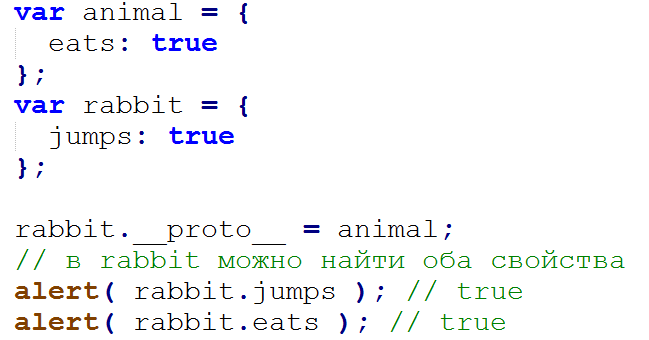 var animal = {
  eats: true
};
var rabbit = {
  jumps: true
};

rabbit.__proto__ = animal;
// в rabbit можно найти оба свойства
alert( rabbit.jumps ); // true
alert( rabbit.eats ); // true